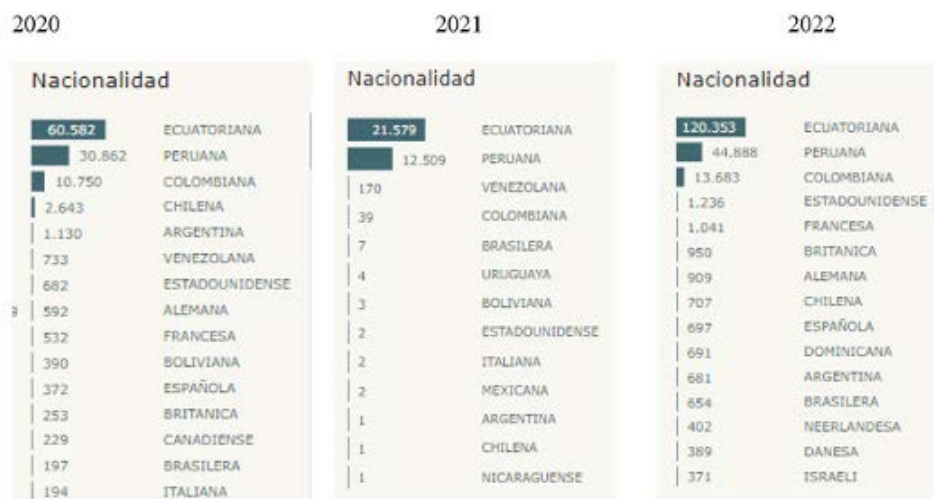 2020
2021
2022
Nacionalidad
60.582 ECUATORIANA
30.862 PERUANA
10.750 COLOMBIANA
2.643 CHILENA
1.130 ARGENTINA
733 VENEZOLANA
682 ESTADOUNIDENSE
592 ALEMANA
532 FRANCESA
390 BOLIVIANA
372 ESPAÑOLA
253 BRITANICA
229 CANADIENSE
197 BRASILERA
194 ITALIANA
Nacionalidad
21.579 ECUATORIANA
12.509 PERUANA
170 VENEZOLANA
39 COLOMBIANA
7 BRASILERA
4 URUGUAYA
3 BOLIVIANA
2 ESTADOUNIDENSE
2 ITALIANA
2 MEXICANA
1 ARGENTINA
1 CHILENA
1 NICARAGUENSE
Nacionalidad
120.353 ECUATORIANA
44.888 PERUANA
13.683 COLOMBIANA
1.236 ESTADOUNIDENSE
1.041 FRANCESA
950 BRITANICA
909 ALEMANA
707 CHILENA
697 ESPAÑOLA
691 DOMINICANA
681 ARGENTINA
654 BRASILERA
402 NEERLANDESA
389 DANESA
371 ISRAELI